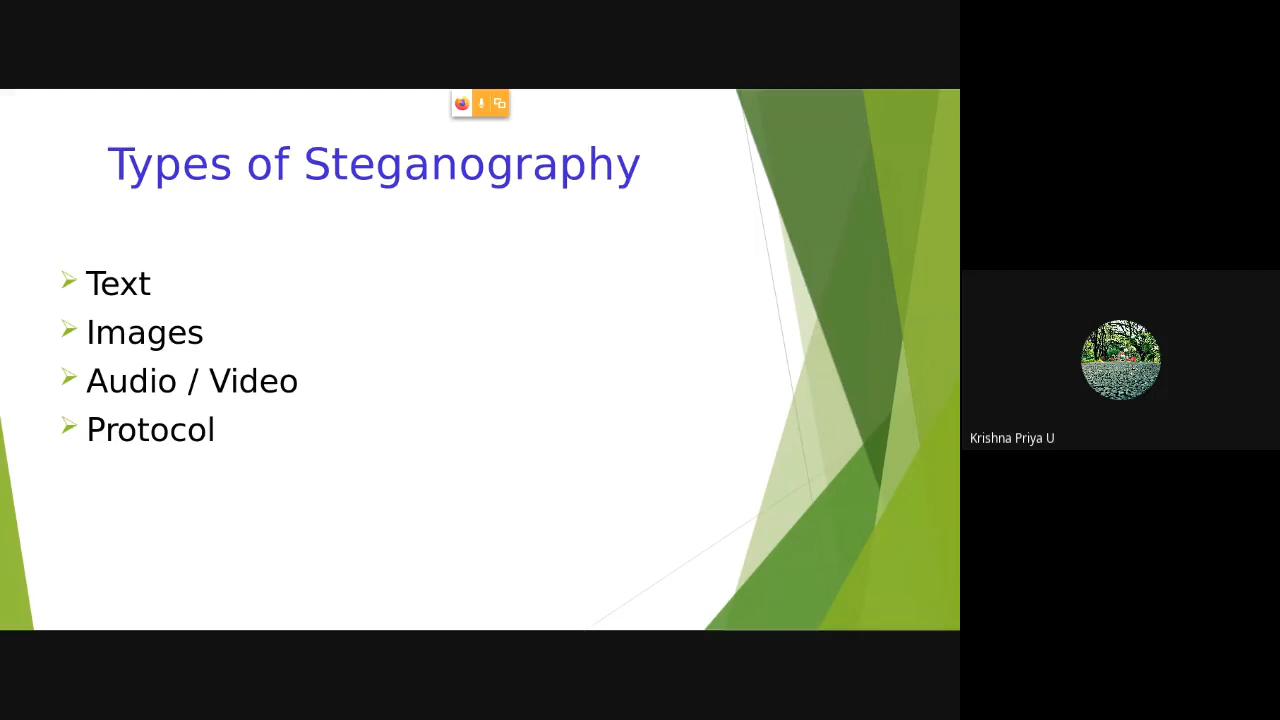 Types of Steganography
Text
Images
Audio / Video
Protocol
Krishna Priya U